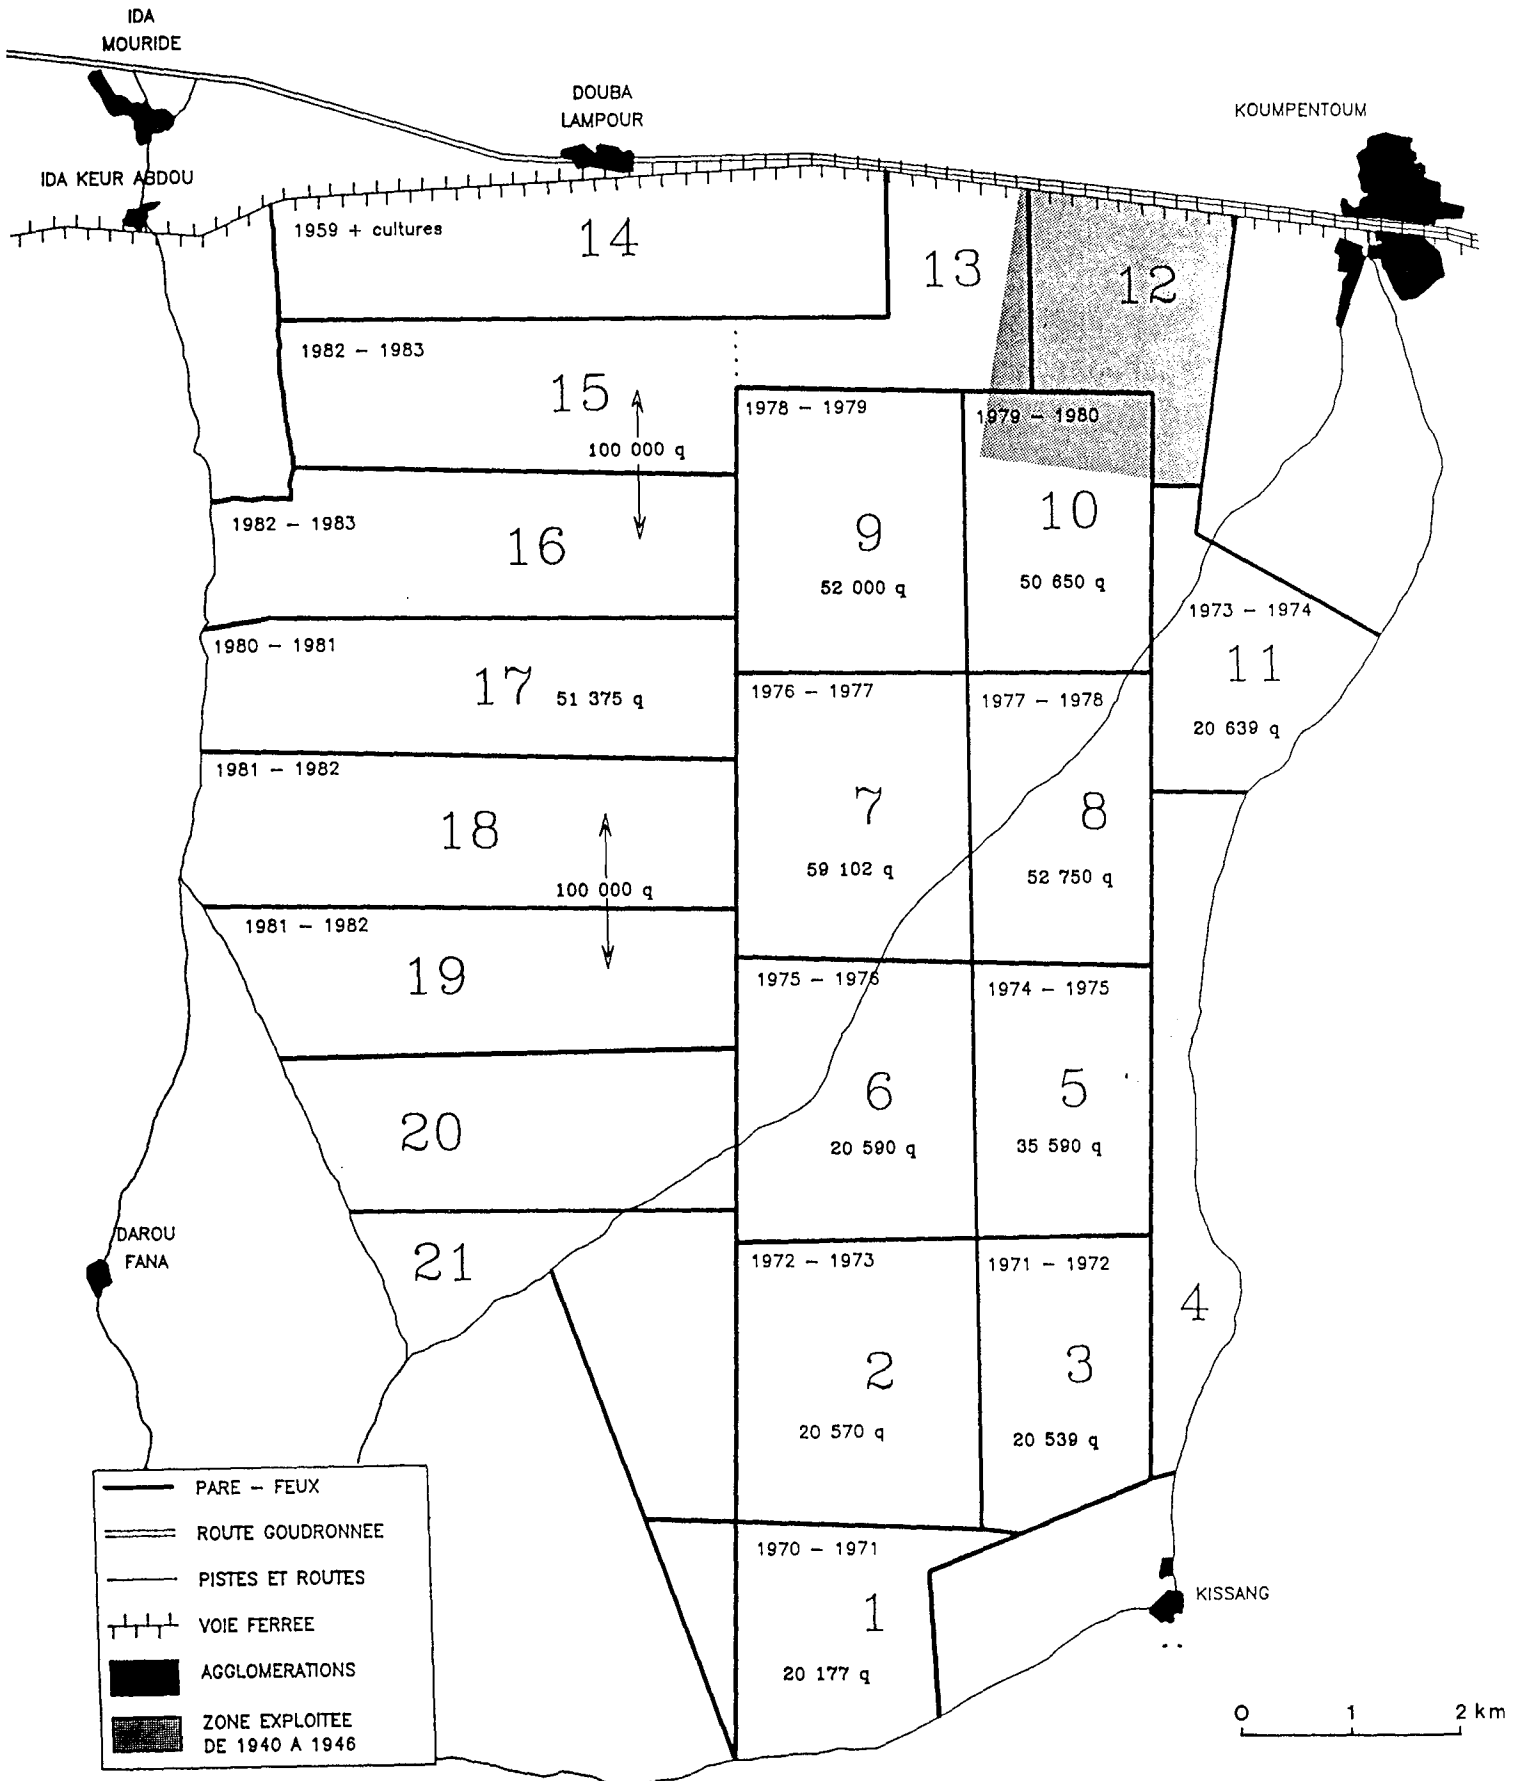 IDA
MOURIDE
DOUBA
LAMPOUR
KOUMPENTOUM
IDA KEUR ABDOU
1959 + cultures
14
13
12
1982 – 1983
15
100 000 q
1978 – 1979
9
52 000 q
1979 – 1980
10
50 650 q
1982 – 1983
16
1973 – 1974
11
20 639 q
1980 – 1981
17 51 375 q
1976 – 1977
7
59 102 q
1977 – 1978
8
52 750 q
1981 – 1982
18
100 000 q
1981 – 1982
19
1975 – 1976
6
20 590 q
1974 – 1975
5
35 590 q
20
21
DAROU
FANA
1972 – 1973
2
20 570 q
1971 – 1972
3
20 539 q
4
1970 – 1971
1
20 177 q
KISSANG
PARE – FEUX
ROUTE GOUDRONNEE
PISTES ET ROUTES
VOIE FERREE
AGGLOMERATIONS
ZONE EXPLOITEE
DE 1940 A 1946
0 1 2 km